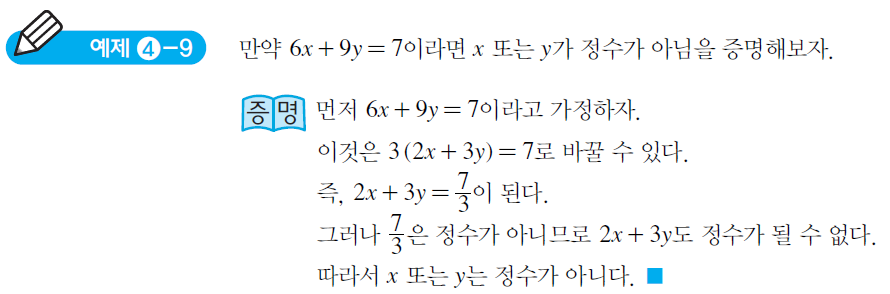 예제 4-9 만약 6x+9y=7이라면 x 또는 y가 정수가 아님을 증명해보자.
증명 먼저 6x+9y=7이라고 가정하자.
이것은 3(2x+3y)=7로 바꿀 수 있다.
즉, 2x+3y=7/3이 된다.
그러나 7/3은 정수가 아니므로 2x+3y도 정수가 될 수 없다.
따라서 x 또는 y는 정수가 아니다. ■